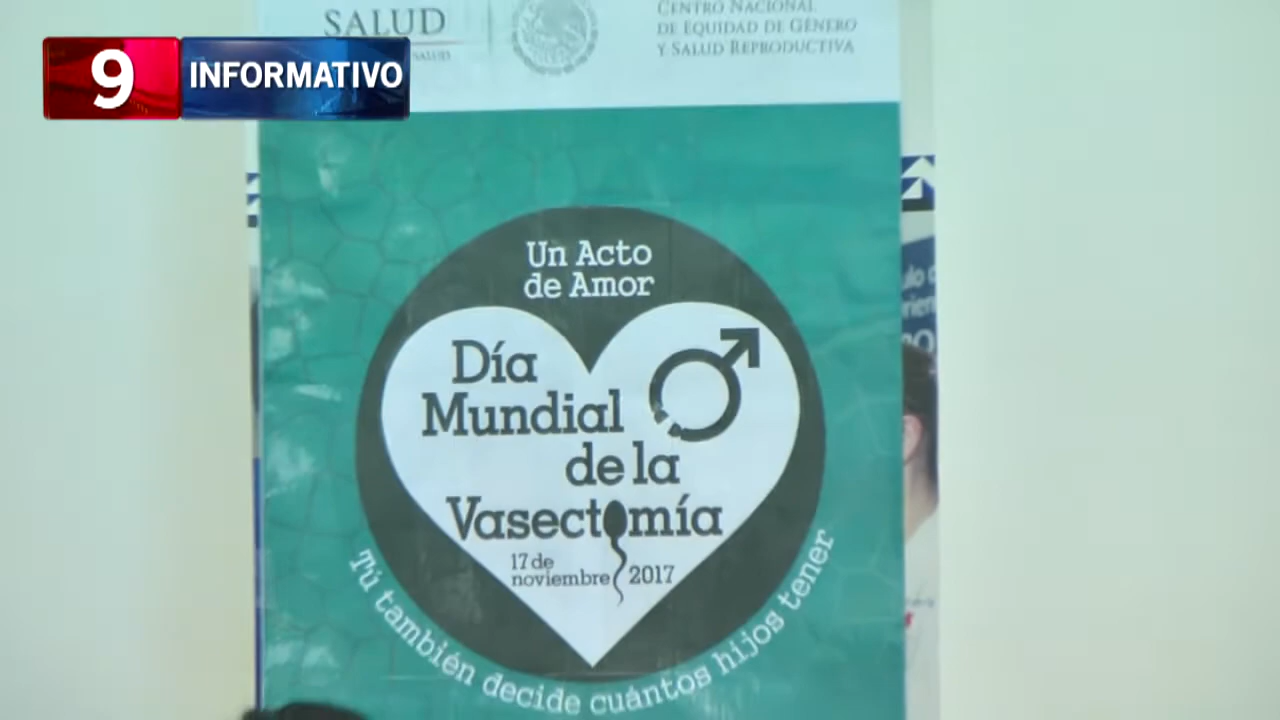 SALUD
CENTRO NACIONAL
DE EQUIDAD DE GÉNERO
Y SALUD REPRODUCTIVA
9 INFORMATIVO
Un Acto
de Amor
Día
Mundial
de la
Vasectomía
17 de
noviembre 2017
Tú también decide cuántos hijos tener